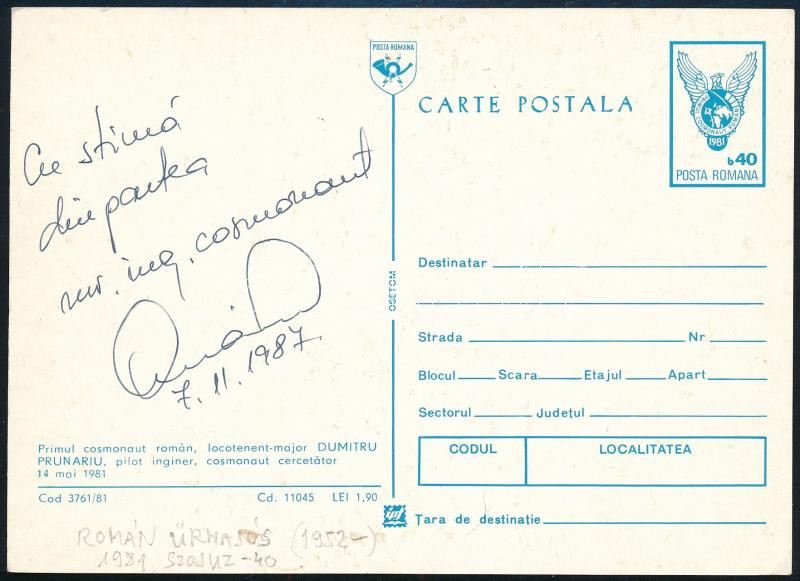 POSTA ROMANA
CARTE POSTALA
1981
b40
POSTA ROMANA
Cu stimă
din partea
mr. ing. cosmonaut
7.11.1987.
OSETCM
Destinatar
Strada Nr
Blocul Scara Etajul Apart
Sectorul Județul
CODUL LOCALITATEA
Țara de destinație
Primul cosmonaut român, locotenent-major DUMITRU
PRUNARIU, pilot inginer, cosmonaut cercetător
14 mai 1981
Cod 3761/81 Cd. 11045 LEI 1,90
ROMÁN ŰRHAJÓS (1952-)
1981 SZOJUZ-40